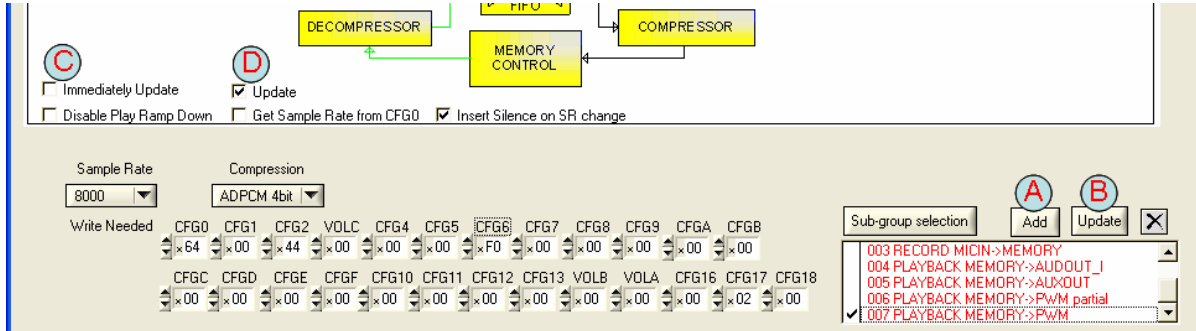 FIFO
DECOMPRESSOR
COMPRESSOR
MEMORY
CONTROL
C
D
Immediately Update
Update
Disable Play Ramp Down
Get Sample Rate from CFG0
Insert Silence on SR change
Sample Rate
Compression
8000
ADPCM 4bit
A
B
Write Needed
CFG0 CFG1 CFG2 VOLC CFG4 CFG5 CFG6 CFG7 CFG8 CFG9 CFGA CFGB
x64 x00 x44 x00 x00 x00 xF0 x00 x00 x00 x00 x00
CFGC CFGD CFGE CFGF CFG10 CFG11 CFG12 CFG13 VOLB VOLA CFG16 CFG17 CFG18
x00 x00 x00 x00 x00 x00 x00 x00 x00 x00 x00 x02 x00
Sub-group selection
Add
Update
003 RECORD MICIN->MEMORY
004 PLAYBACK MEMORY->AUDOUT_I
005 PLAYBACK MEMORY->AUXOUT
006 PLAYBACK MEMORY->PWM partial
007 PLAYBACK MEMORY->PWM